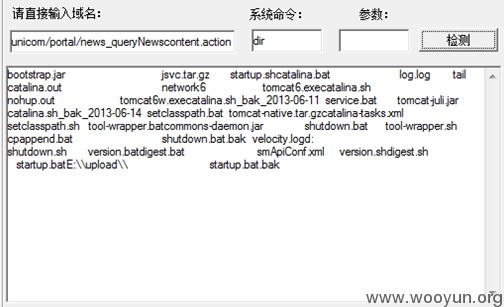 请直接输入域名: 系统命令: 参数:
unicom/portal/news_queryNewscontent.action dir 检测
bootstrap.jar jsvc.tar.gz startup.shcatalina.bat log.log tail
catalina.out network6 tomcat6.execatalina.sh
nohup.out tomcat6w.execatalina.sh_bak_2013-06-11 service.bat tomcat-juli.jar
catalina.sh_bak_2013-06-14 setclasspath.bat tomcat-native.tar.gzcatalina-tasks.xml
setclasspath.sh tool-wrapper.batcommons-daemon.jar shutdown.bat tool-wrapper.sh
cpappend.bat shutdown.bat.bak velocity.logd:
shutdown.sh version.batdigest.bat smApiConf.xml version.shdigest.sh
startup.batE:\\upload\\ startup.bat.bak
www.wooyun.org